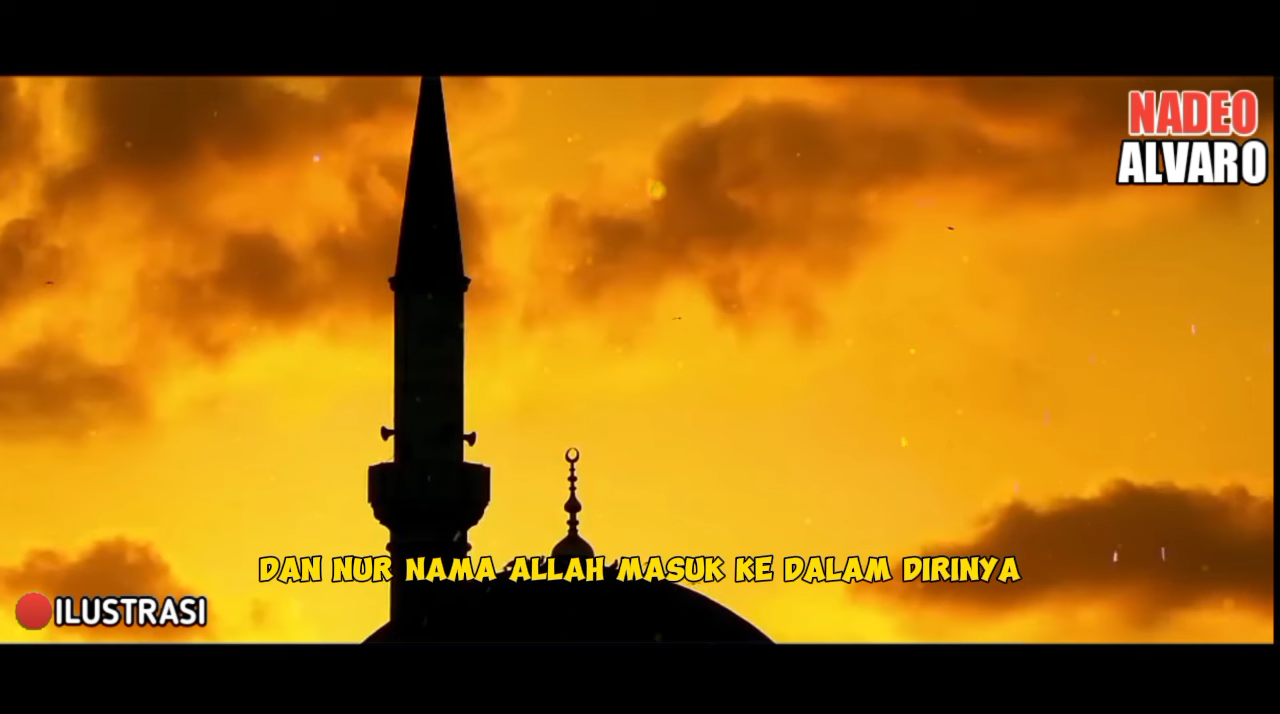 NADEO
ALVARO
DAN NUR NAMA ALLAH MASUK KE DALAM DIRINYA
ILUSTRASI